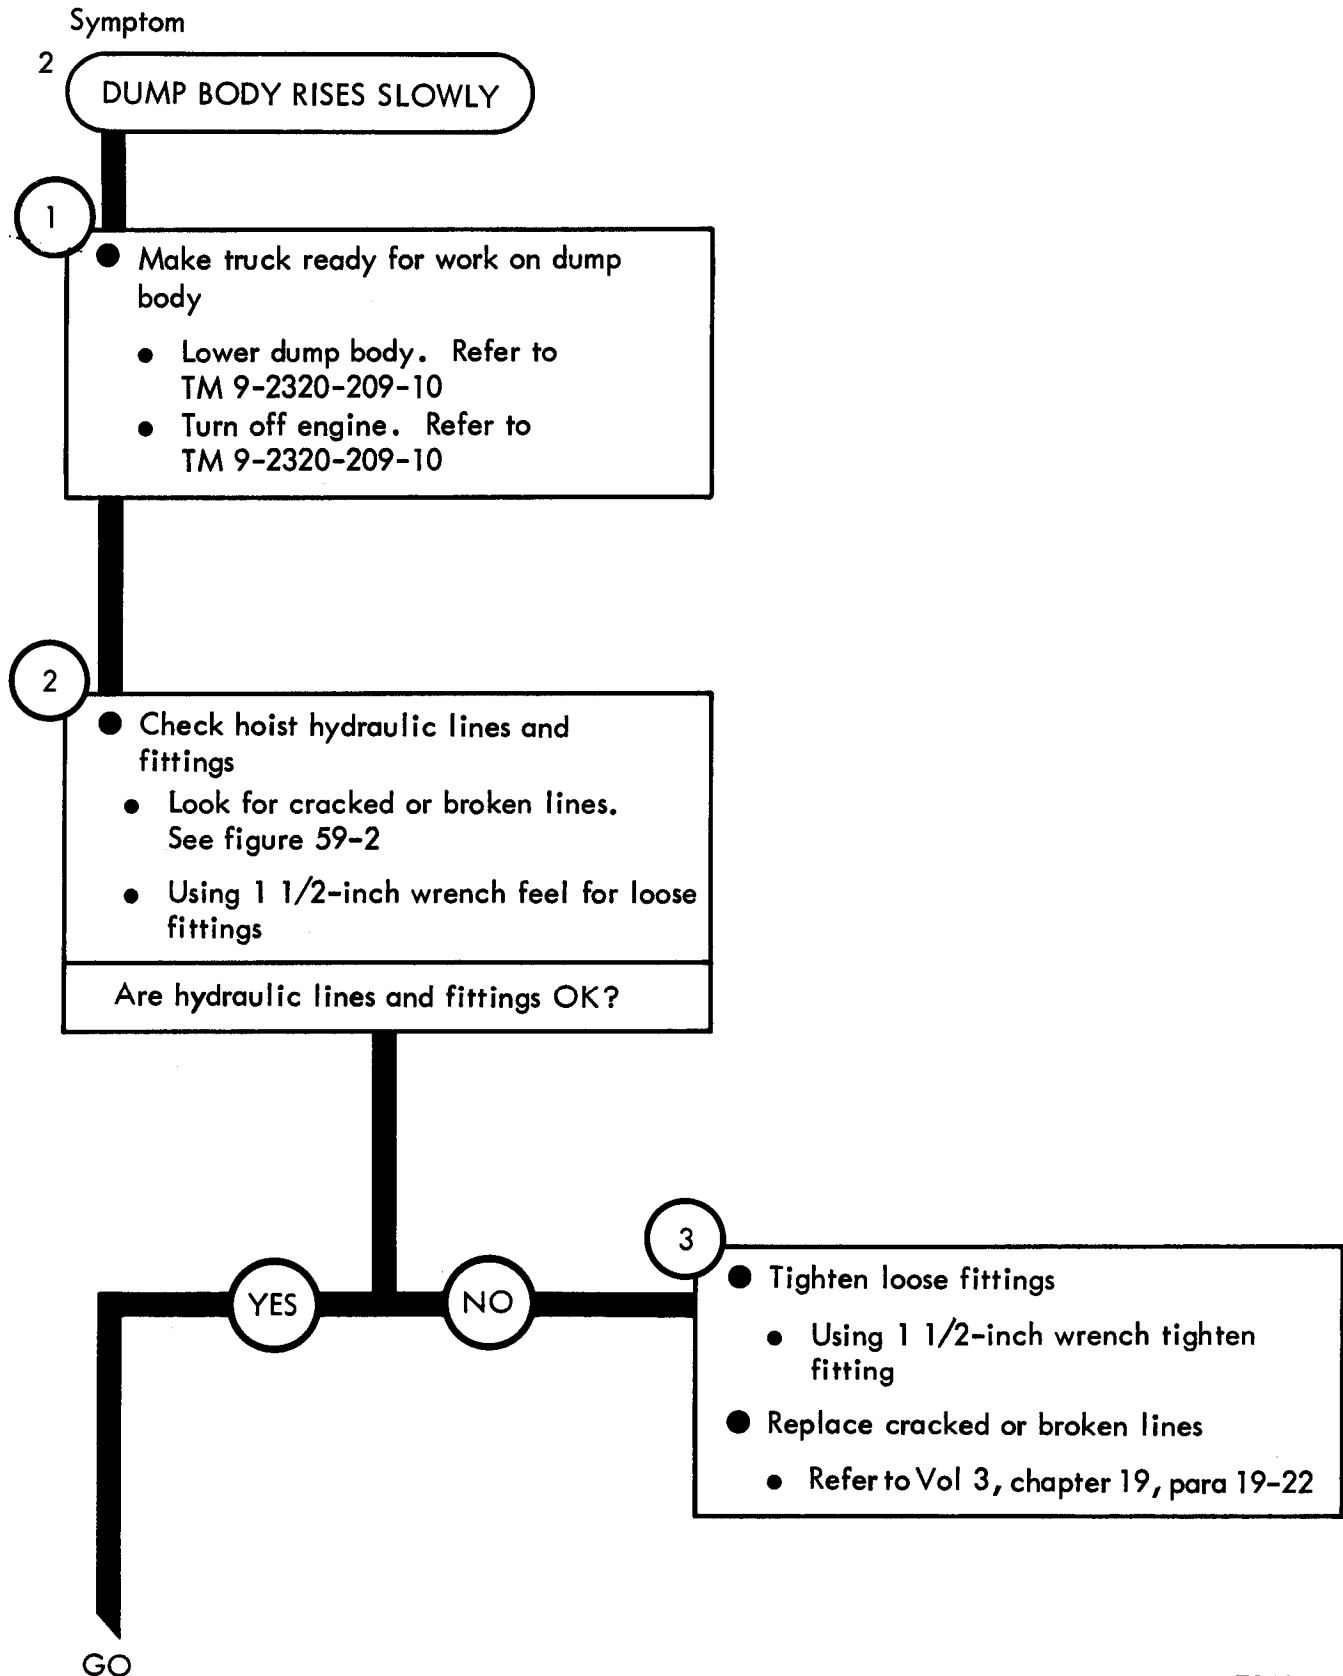 Symptom
2
DUMP BODY RISES SLOWLY
1
● Make truck ready for work on dump
body
● Lower dump body. Refer to
TM 9-2320-209-10
● Turn off engine. Refer to
TM 9-2320-209-10
2
● Check hoist hydraulic lines and
fittings
● Look for cracked or broken lines.
See figure 59-2
● Using 1 1/2-inch wrench feel for loose
fittings
Are hydraulic lines and fittings OK?
YES
NO
3
● Tighten loose fittings
● Using 1 1/2-inch wrench tighten
fitting
● Replace cracked or broken lines
● Refer to Vol 3, chapter 19, para 19-22
GO